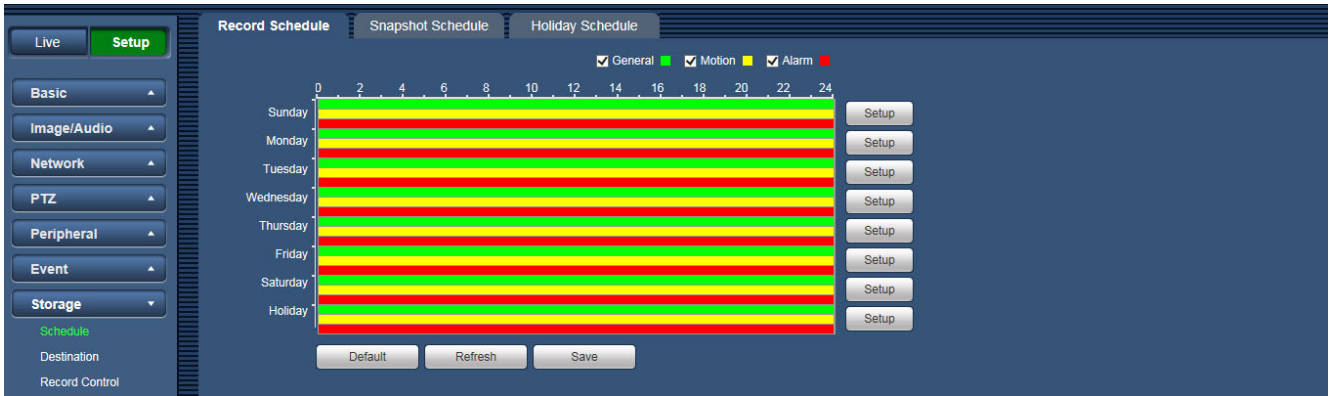 Live Setup
Record Schedule Snapshot Schedule Holiday Schedule
General Motion Alarm
Basic
0 2 4 6 8 10 12 14 16 18 20 22 24
Sunday Setup
Image/Audio
Monday Setup
Network
Tuesday Setup
PTZ
Wednesday Setup
Peripheral
Thursday Setup
Event
Friday Setup
Saturday Setup
Storage
Holiday Setup
Schedule
Destination
Default Refresh Save
Record Control